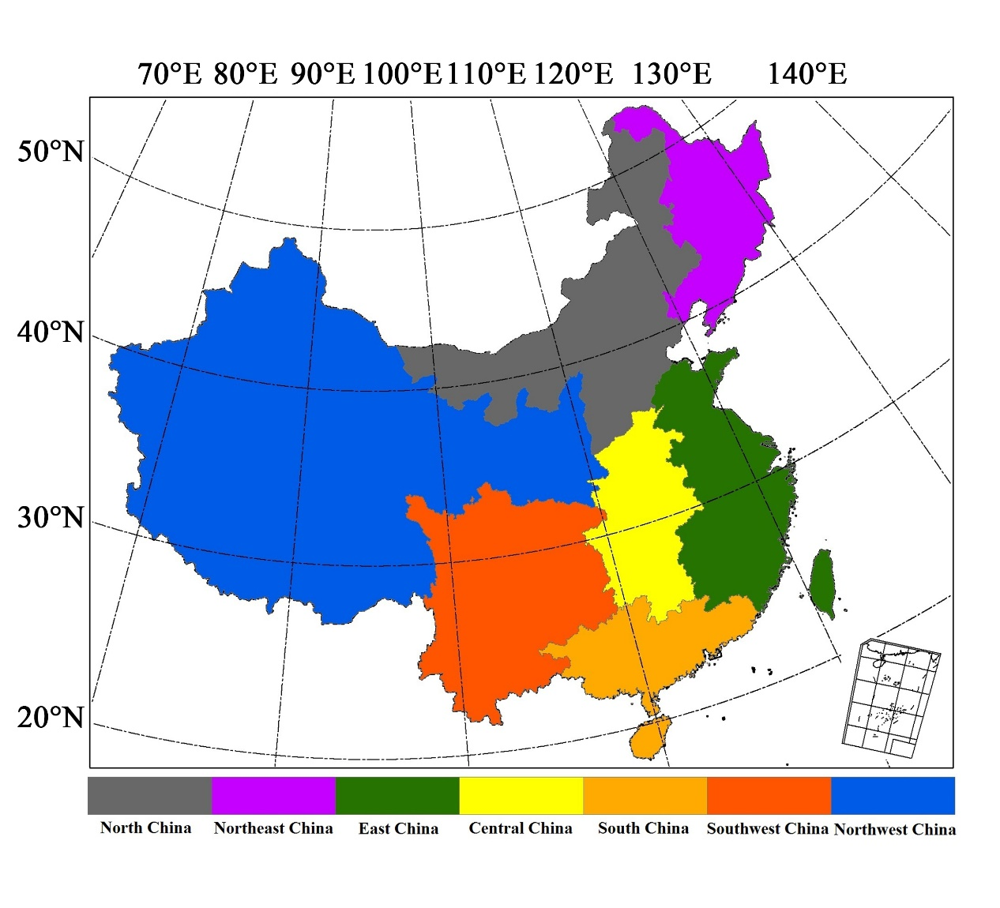 70°E 80°E 90°E 100°E 110°E 120°E 130°E 140°E
50°N
40°N
30°N
20°N
North China Northeast China East China Central China South China Southwest China Northwest China